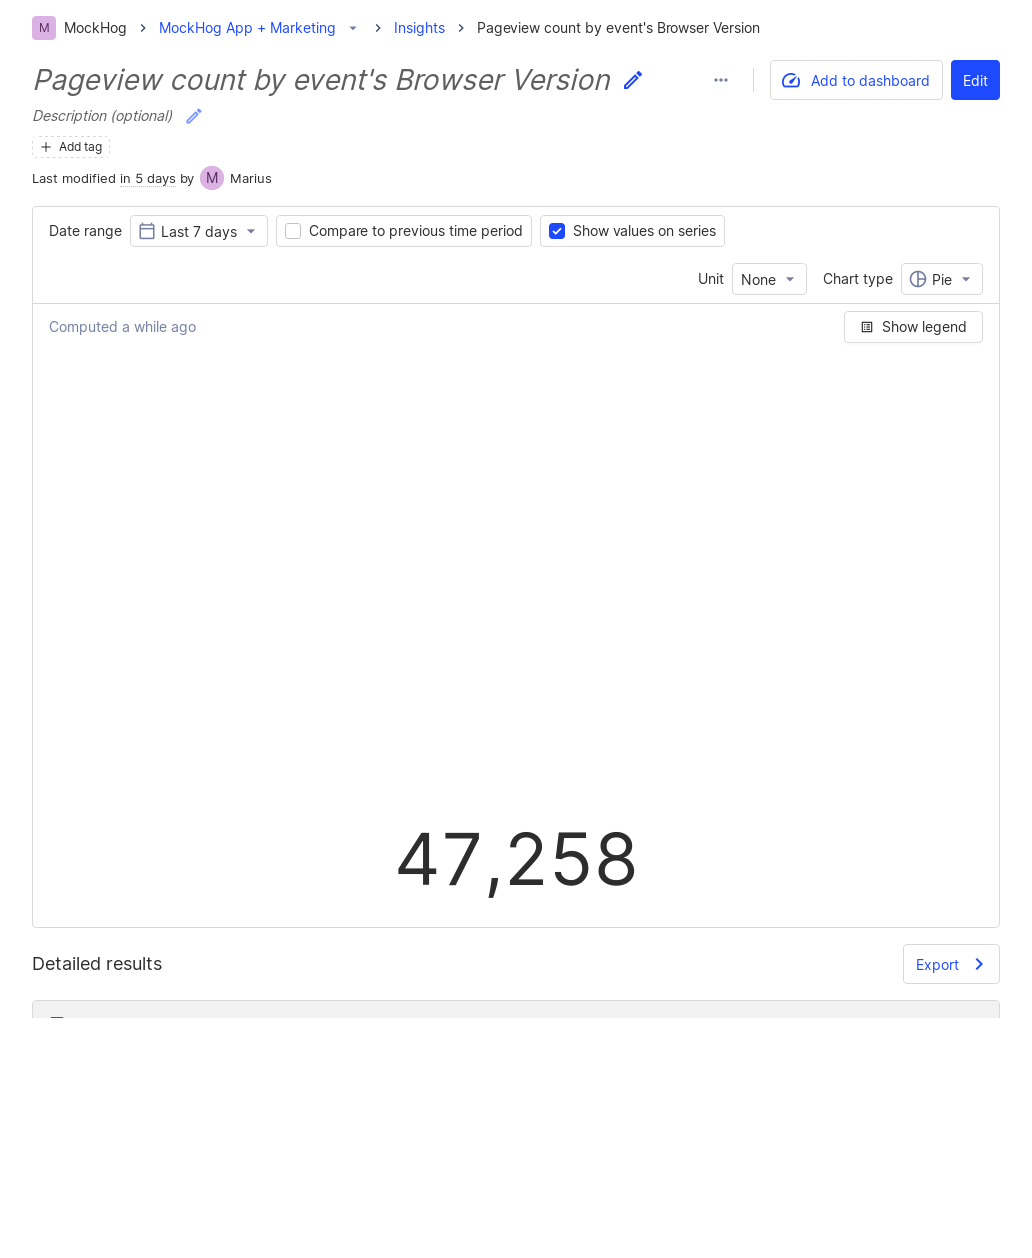 M MockHog MockHog App + Marketing Insights Pageview count by event's Browser Version
Pageview count by event's Browser Version
Add to dashboard Edit
Description (optional)
Add tag
Last modified in 5 days by M Marius
Date range Last 7 days Compare to previous time period Show values on series
Unit None Chart type Pie
Computed a while ago Show legend
47,258
Detailed results Export